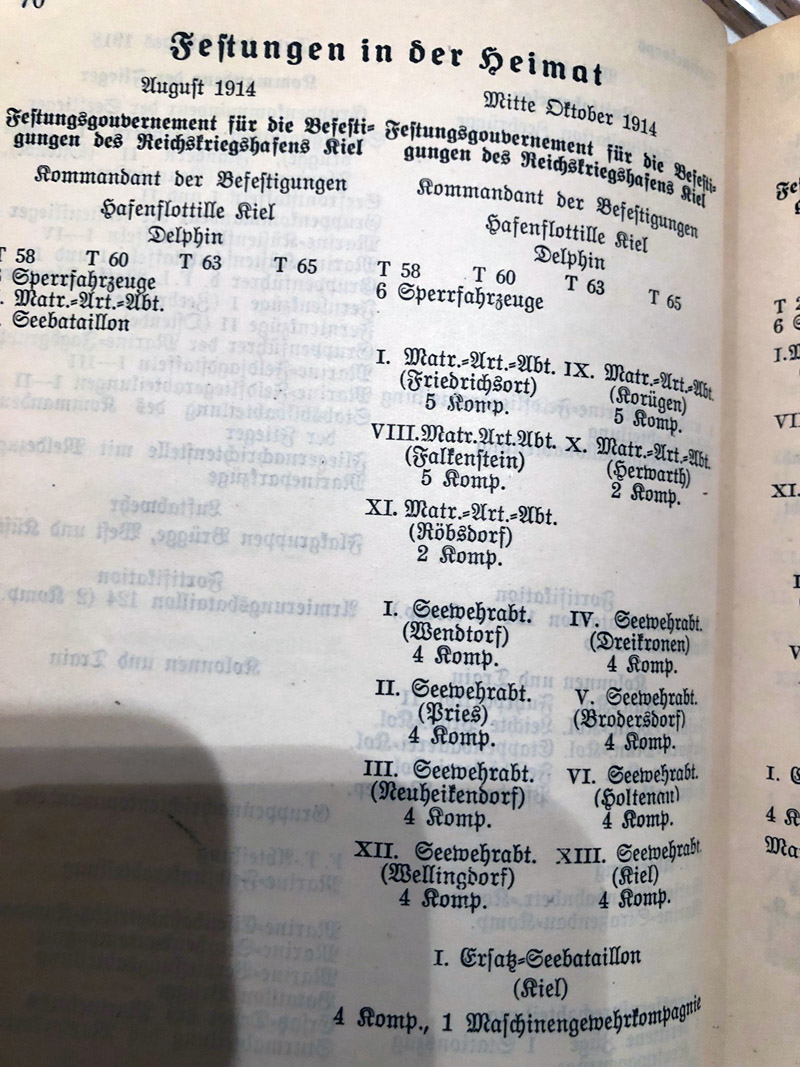 70
Festungen in der Heimat
August 1914
Festungsgouvernement für die Befesti-
gungen des Reichskriegshafens Kiel
Kommandant der Befestigungen
Hafenflottille Kiel
Delphin
T 58 T 60 T 63 T 65
Sperrfahrzeuge
. Matr.-Art.-Abt.
. Seebataillon
Mitte Oktober 1914
Festungsgouvernement für die Befesti-
gungen des Reichskriegshafens Kiel
Kommandant der Befestigungen
Hafenflottille Kiel
Delphin
T 58 T 60 T 63 T 65
6 Sperrfahrzeuge
I. Matr.-Art.-Abt.
(Friedrichsort)
5 Komp.
IX. Matr.-Art.-Abt.
(Korügen)
5 Komp.
VIII. Matr.Art.Abt.
(Falkenstein)
5 Komp.
X. Matr.-Art.-Abt.
(Herwarth)
2 Komp.
XI. Matr.-Art.-Abt.
(Röbsdorf)
2 Komp.
I. Seewehrabt.
(Wendtorf)
4 Komp.
IV. Seewehrabt.
(Dreikronen)
4 Komp.
II. Seewehrabt.
(Pries)
4 Komp.
V. Seewehrabt.
(Brodersdorf)
4 Komp.
III. Seewehrabt.
(Neuheikendorf)
4 Komp.
VI. Seewehrabt.
(Holtenau)
4 Komp.
XII. Seewehrabt.
(Wellingdorf)
4 Komp.
XIII. Seewehrabt.
(Kiel)
4 Komp.
I. Ersatz-Seebataillon
(Kiel)
4 Komp., 1 Maschinengewehrkompagnie